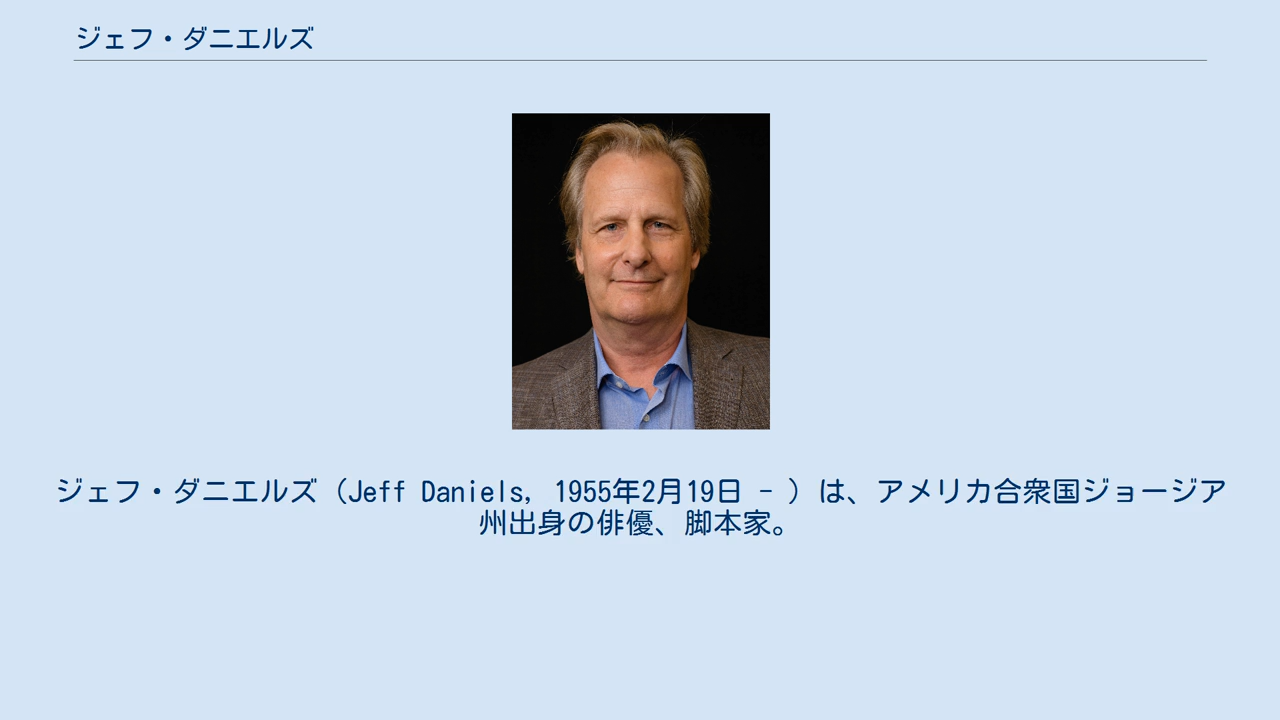 ジェフ・ダニエルズ
ジェフ・ダニエルズ（Jeff Daniels, 1955年2月19日 - ）は、アメリカ合衆国ジョージア
州出身の俳優、脚本家。